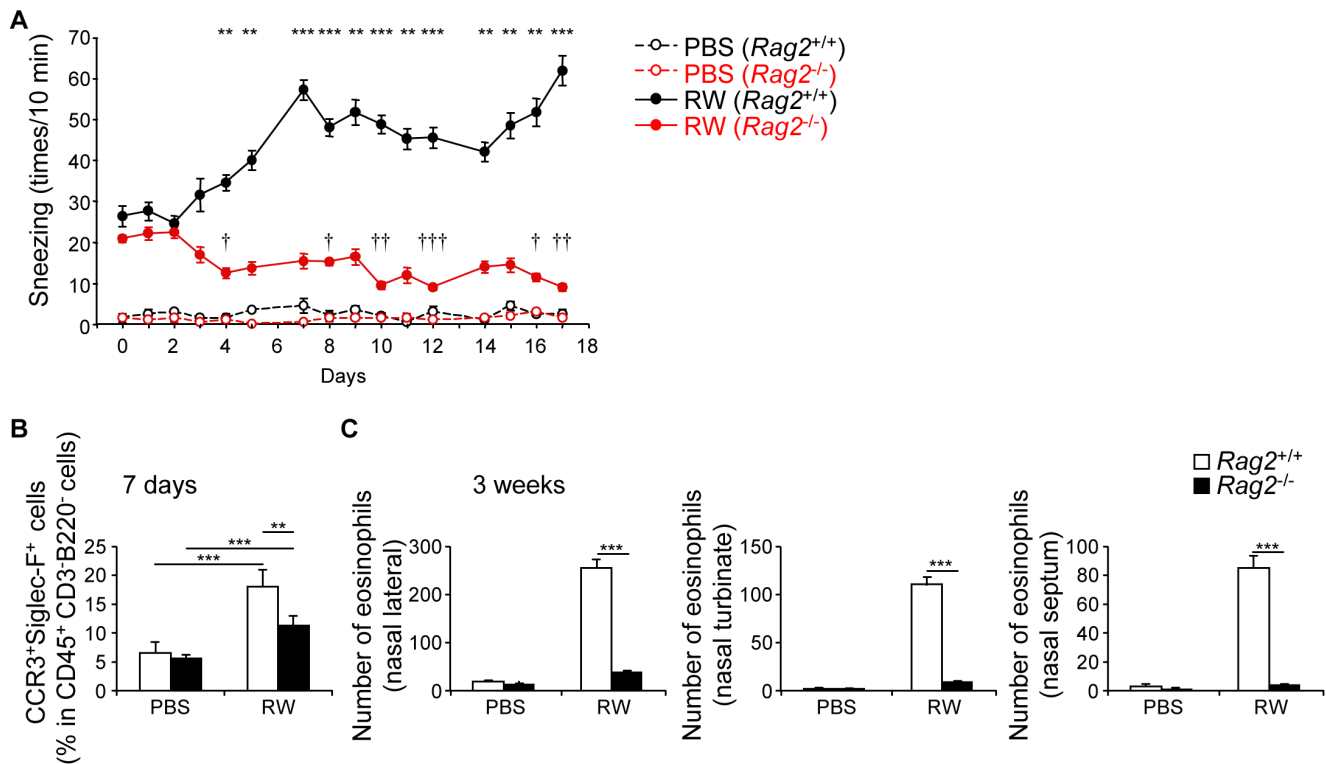 A
** ** *** *** ** *** ** *** ** ** ** ***
70
60
50
40
30
20
10
0
Sneezing (times/10 min)
† † †† ††† † ††
0 2 4 6 8 10 12 14 16 18
Days
PBS (Rag2+/+)
PBS (Rag2-/-)
RW (Rag2+/+)
RW (Rag2-/-)
B
7 days
CCR3+Siglec-F+ cells
(% in CD45+ CD3-B220- cells)
**
***
***
25
20
15
10
5
0
PBS RW
C
3 weeks
Number of eosinophils
(nasal lateral)
300
200
100
0
***
PBS RW
Number of eosinophils
(nasal turbinate)
150
100
50
0
***
PBS RW
Number of eosinophils
(nasal septum)
100
80
60
40
20
0
***
PBS RW
Rag2+/+
Rag2-/-